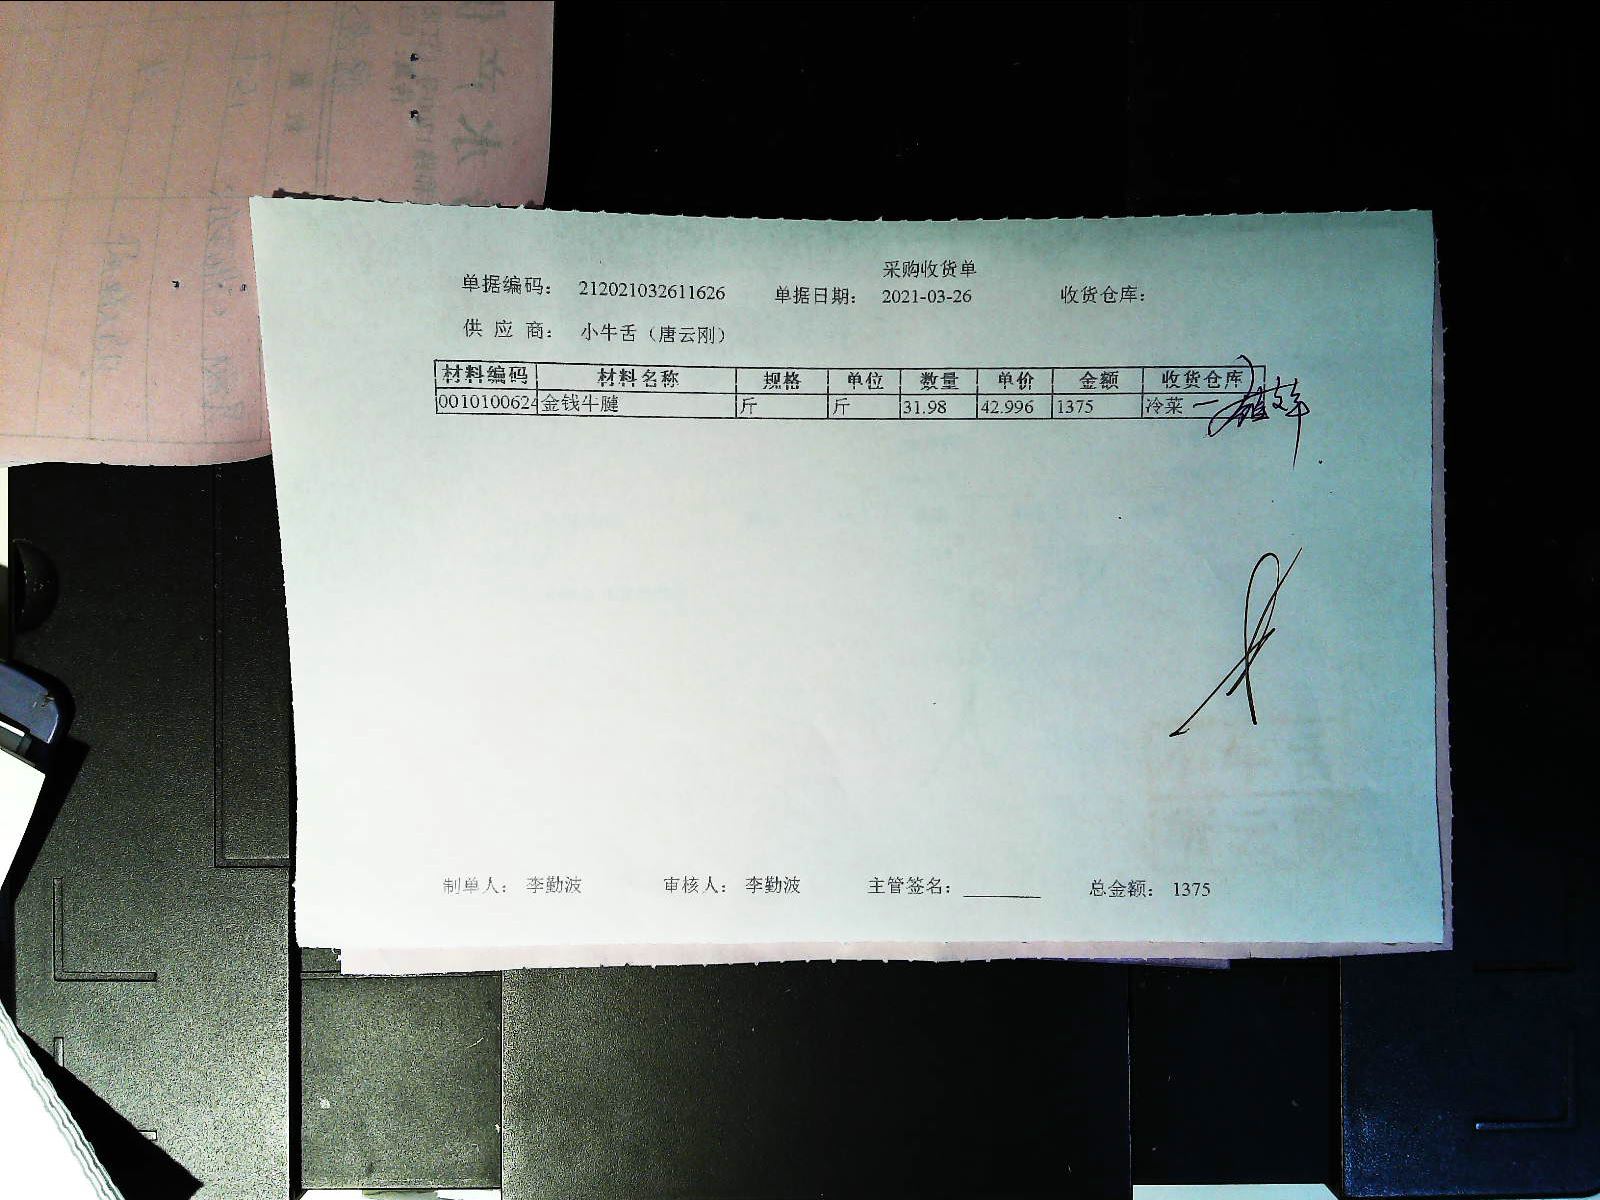 采购收货单
单据编码： 212021032611626 单据日期： 2021-03-26 收货仓库：
供 应 商： 小牛舌（唐云刚）
材料编码 材料名称 规格 单位 数量 单价 金额 收货仓库
0010100624 金钱牛腱 斤 斤 31.98 42.996 1375 冷菜
制单人： 李勤波 审核人： 李勤波 主管签名： 总金额： 1375